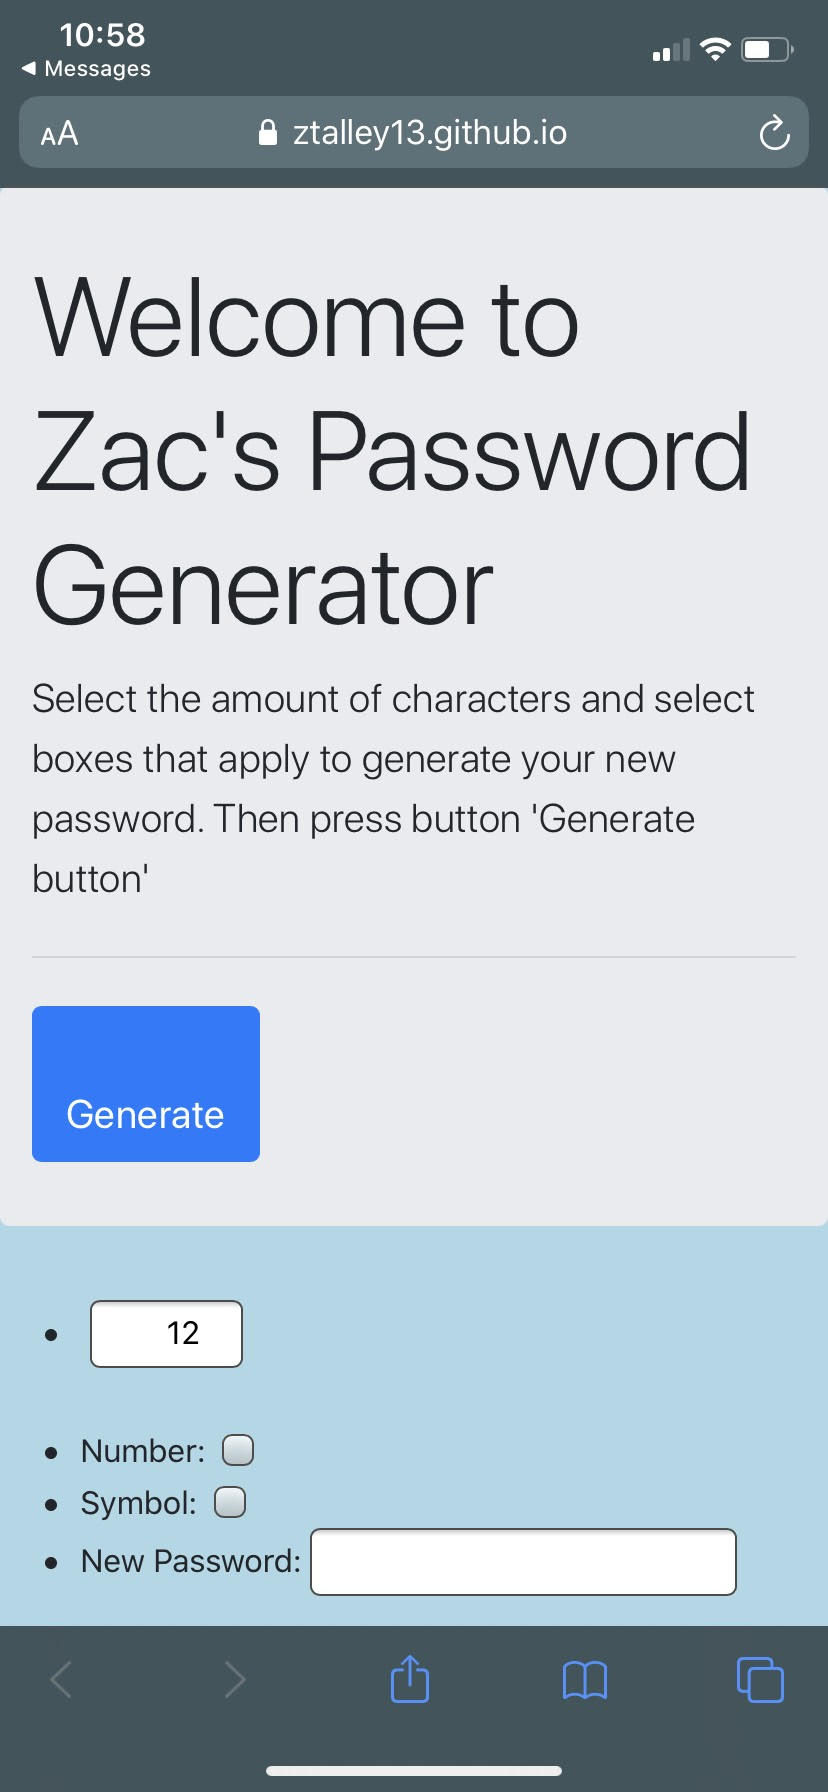 10:58
Messages
AA
ztalley13.github.io
Welcome to
Zac's Password
Generator
Select the amount of characters and select
boxes that apply to generate your new
password. Then press button 'Generate
button'
Generate
12
Number:
Symbol:
New Password: